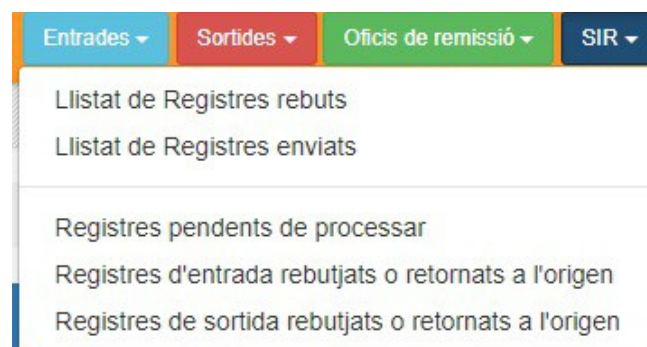 Entrades Sortides Oficis de remissió SIR
Llistat de Registres rebuts
Llistat de Registres enviats
Registres pendents de processar
Registres d'entrada rebutjats o retornats a l'origen
Registres de sortida rebutjats o retornats a l'origen